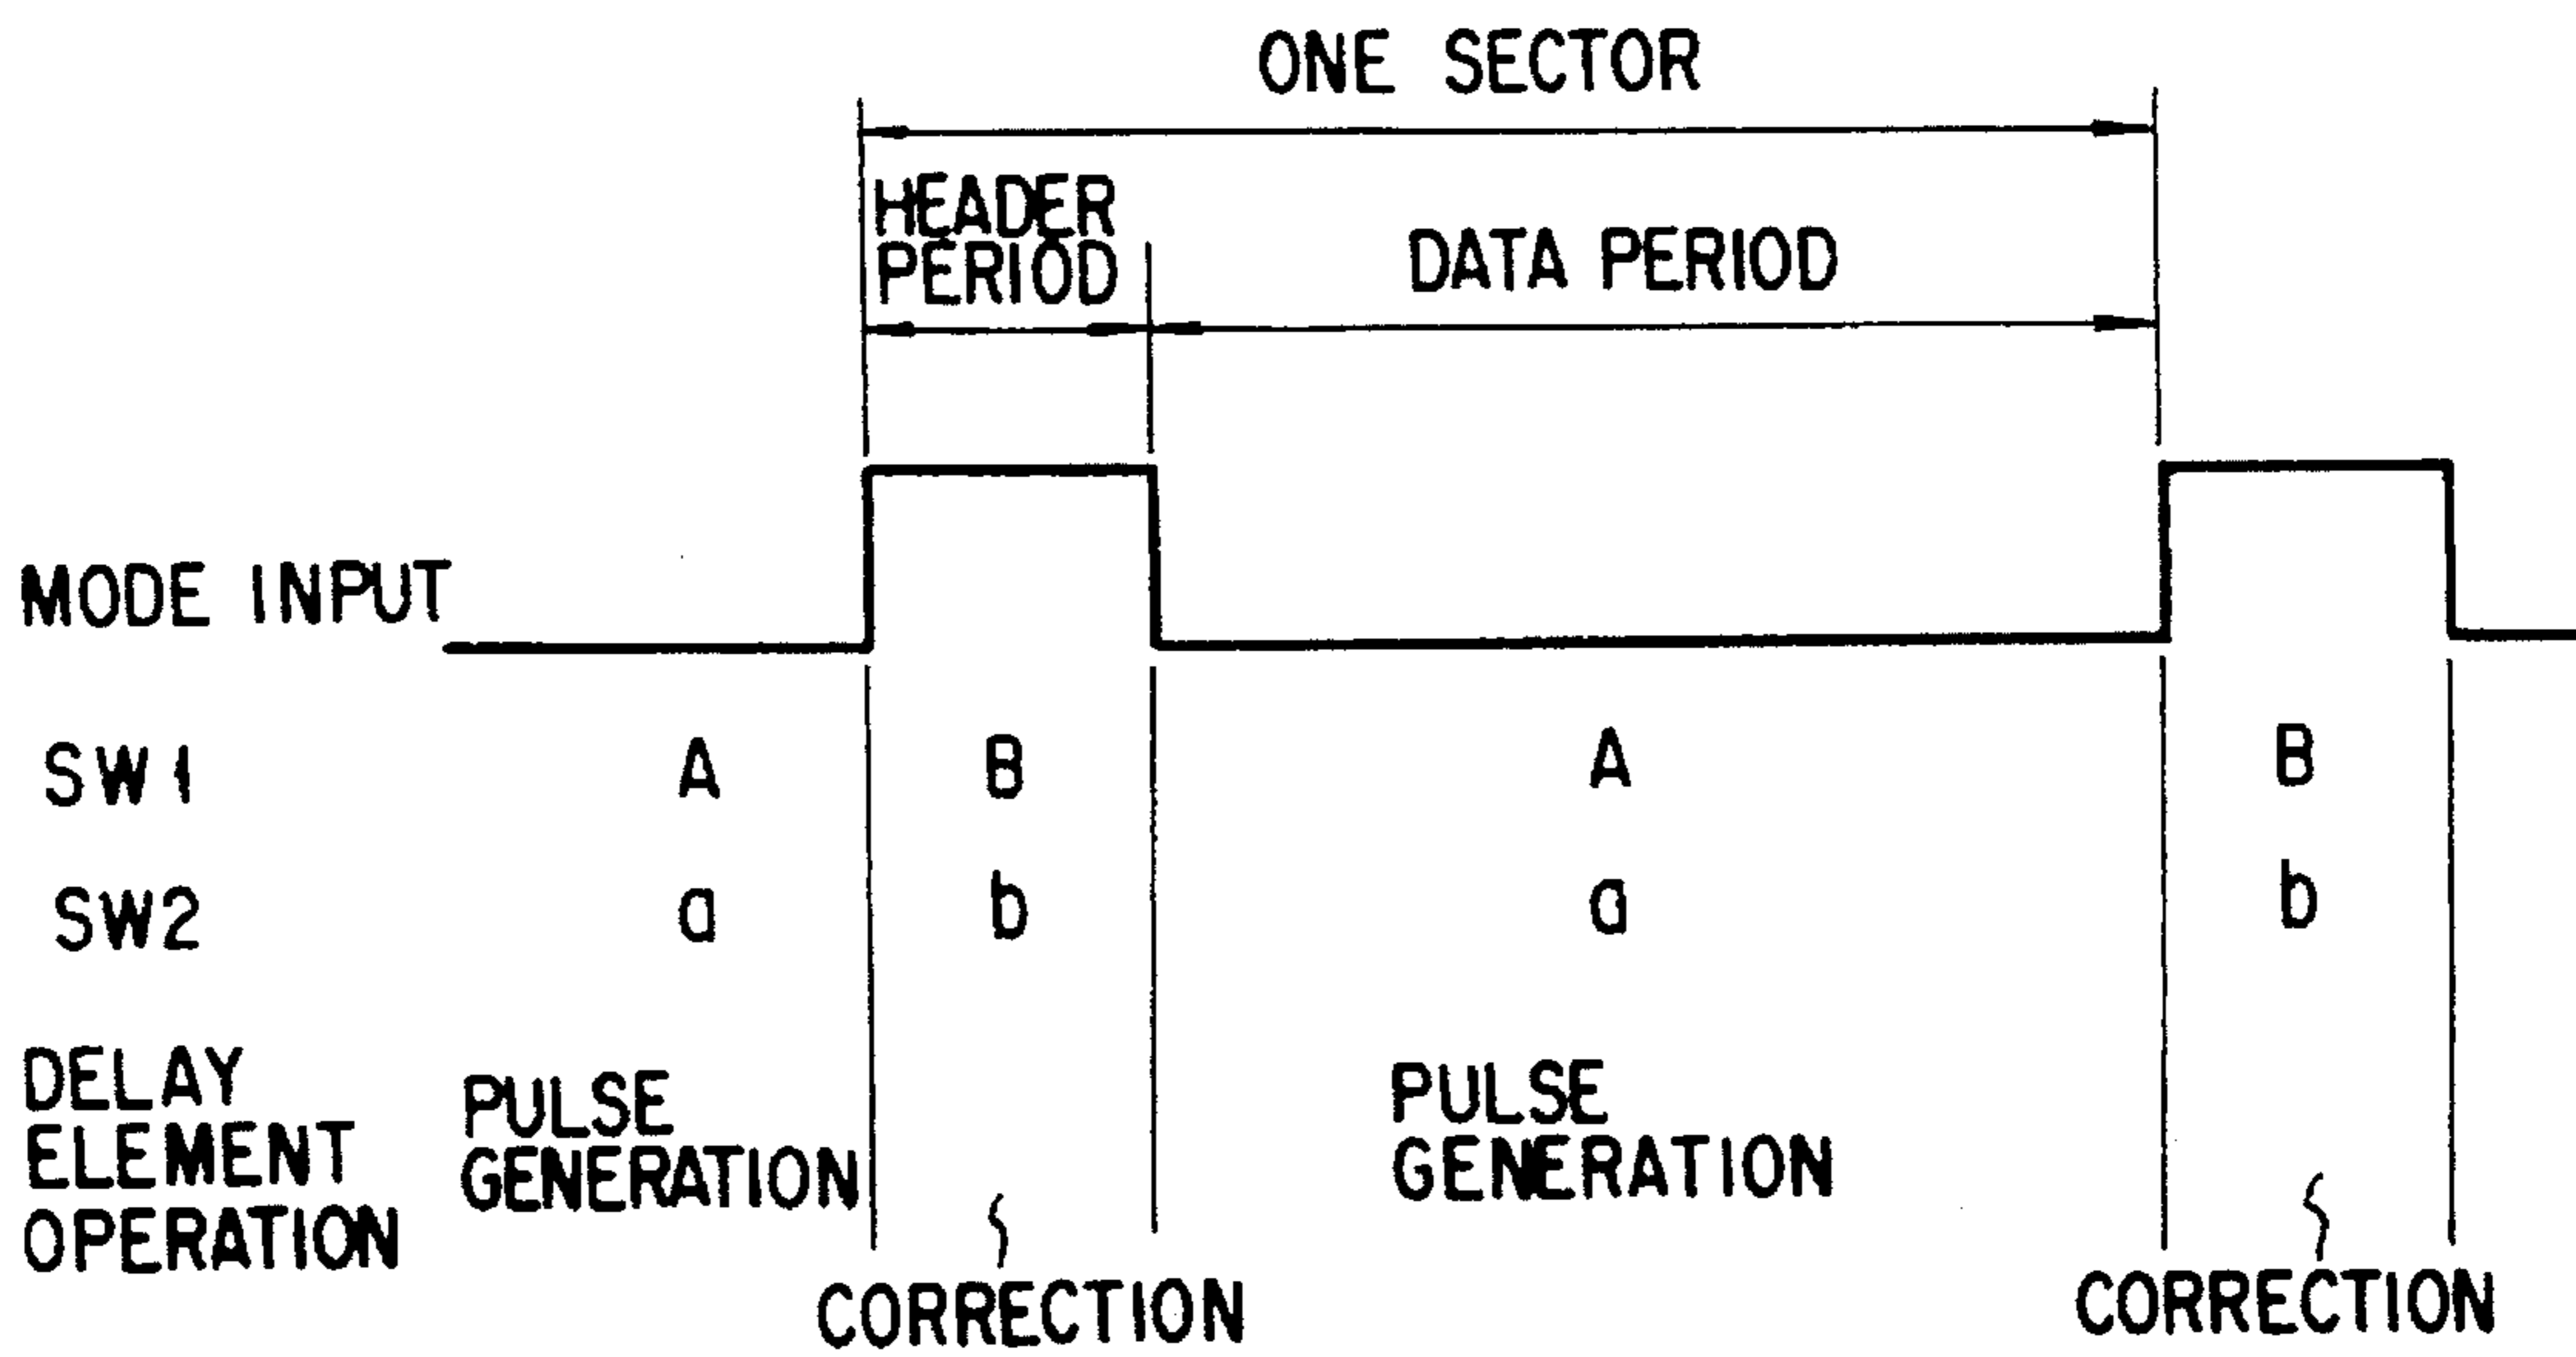 ONE SECTOR
HEADER
PERIOD
DATA PERIOD
MODE INPUT
SW1 A B A B
SW2 a b a b
DELAY
ELEMENT
OPERATION
PULSE
GENERATION
CORRECTION
PULSE
GENERATION
CORRECTION